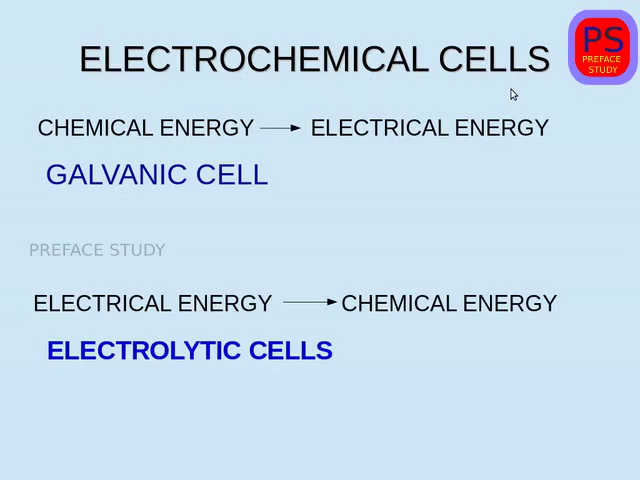 ELECTROCHEMICAL CELLS
PS
PREFACE
STUDY
CHEMICAL ENERGY ELECTRICAL ENERGY
GALVANIC CELL
PREFACE STUDY
ELECTRICAL ENERGY CHEMICAL ENERGY
ELECTROLYTIC CELLS